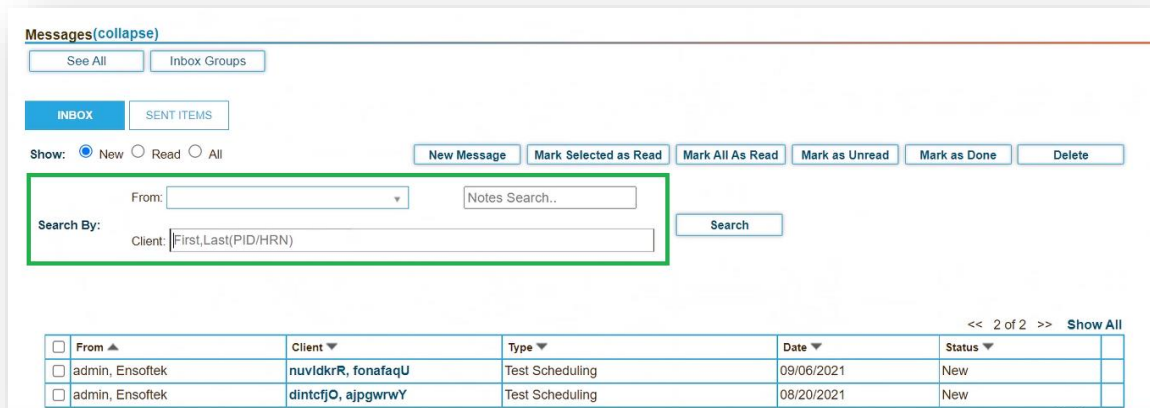 Messages(collapse)
See All Inbox Groups
INBOX SENT ITEMS
Show: New Read All New Message Mark Selected as Read Mark All As Read Mark as Unread Mark as Done Delete
From: Notes Search..
Search By: Search
Client: First,Last(PID/HRN)
<< 2 of 2 >> Show All
From Client Type Date Status
admin, Ensoftek nuvldkrR, fonafaqU Test Scheduling 09/06/2021 New
admin, Ensoftek dintcfjO, ajpgwrwY Test Scheduling 08/20/2021 New